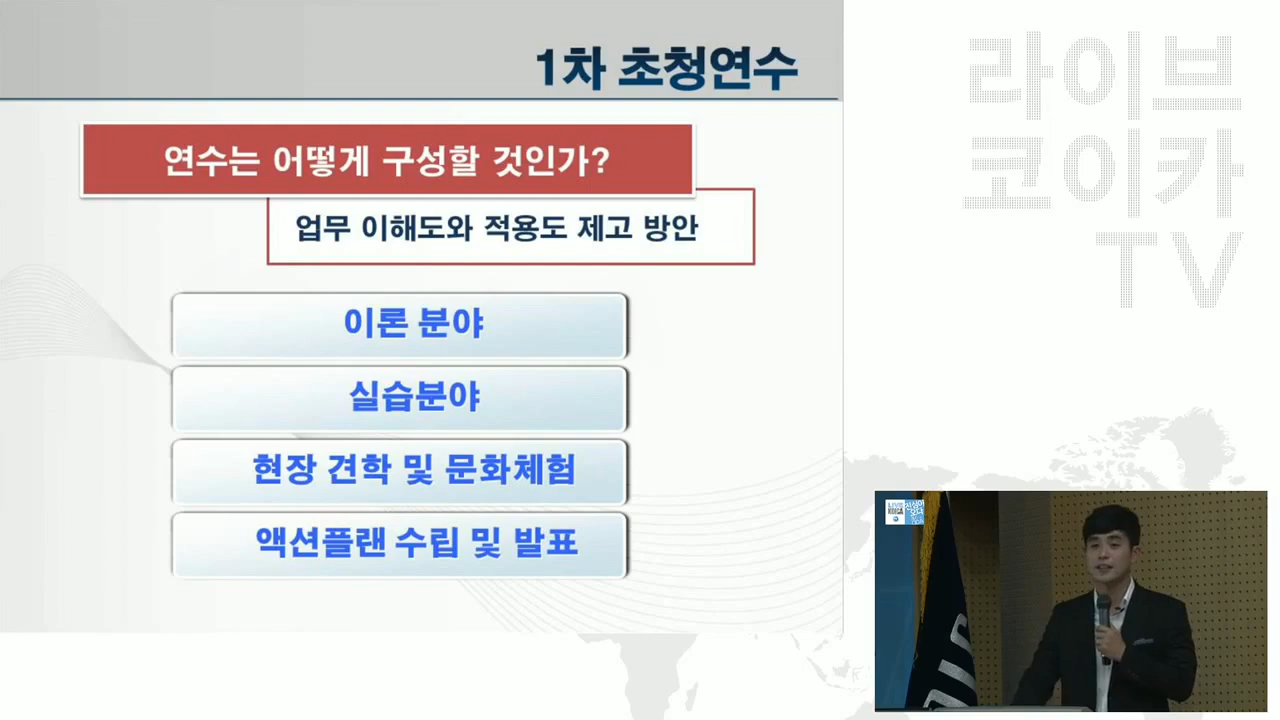 1차 초청연수
연수는 어떻게 구성할 것인가?
업무 이해도와 적용도 제고 방안
이론 분야
실습분야
현장 견학 및 문화체험
액션플랜 수립 및 발표
라이브
코이카
TV